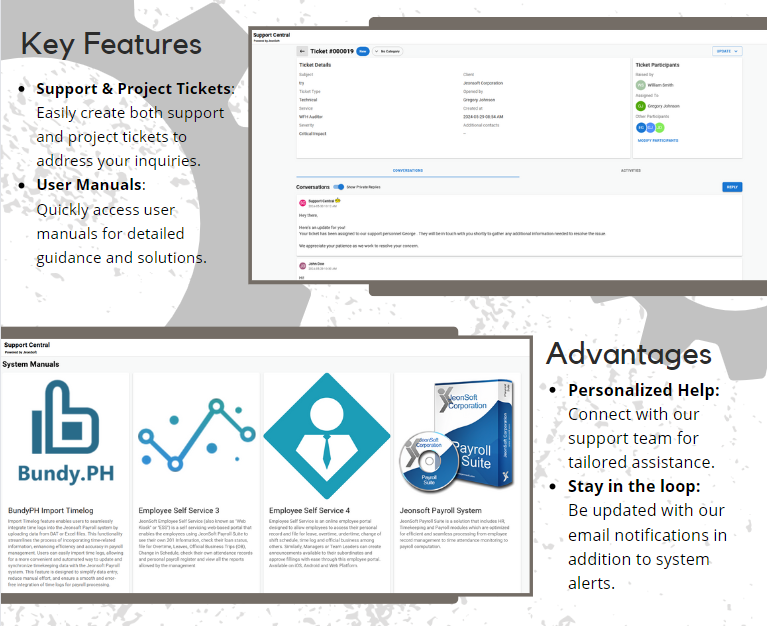 Key Features
• Support & Project Tickets:
Easily create both support
and project tickets to
address your inquiries.
• User Manuals:
Quickly access user
manuals for detailed
guidance and solutions.
Support Central
Powered by JeonSoft
Ticket #000019 New No Category
UPDATE
Ticket Details
Subject
try
Ticket Type
Technical
Service
WFH Auditor
Severity
Critical Impact
Client
Jeonsoft Corporation
Opened by
Gregory Johnson
Created at
2024-05-25 08:54 AM
Additional contacts
--
Ticket Participants
Raised by
William Smith
Assigned To
GJ Gregory Johnson
Other Participants
MODIFY PARTICIPANTS
CONVERSATIONS
ACTIVITIES
Conversations Show Private Replies
REPLY
Support Central
Hey there,
Here's an update for you!
Your ticket has been assigned to our support personnel George . They will be in touch with you shortly to gather any additional information needed to resolve the issue.
We appreciate your patience as we work to resolve your concern.
John Doe
Hi!
Support Central
Powered by JeonSoft
System Manuals
Bundy.PH
BundyPH Import Timelog
Import Timelog feature enables users to seamlessly
integrate time logs into the Jeonsoft Payroll system by
uploading data from DAT or Excel files. This functionality
streamlines the process of incorporating time-related
information, enhancing efficiency and accuracy in payroll
management. Users can easily import time logs, allowing
for a more convenient and automated way to update and
synchronize timekeeping data with the Jeonsoft Payroll
system. This feature is designed to simplify data entry,
reduce manual effort, and ensure a smooth and error-
free integration of time logs for payroll processing.
Employee Self Service 3
JeonSoft Employee Self Service (also known as "Web
Kiosk" or "ESS") is a self servicing web-based portal that
enables the employees using JeonSoft Payroll Suite to
see their own 201 information, check their loan status,
file for Overtime, Leaves, Official Business Trips (OB),
Change in Schedule, check their own attendance records
and personal payroll register and view all the reports
allowed by the management.
Employee Self Service 4
Employee Self Service is an online employee portal
designed to allow employees to access their personal
record and file for leave, overtime, undertime, change of
shift schedule, time log and official business among
others. Similarly, Managers or Team Leaders can create
announcements available to their subordinates and
approve filings with ease through this employee portal.
Available on iOS, Android and Web Platform.
JeonSoft
Corporation
Payroll
Suite
JeonSoft
Corporation
Payroll
Suite
Jeonsoft Payroll System
JeonSoft Payroll Suite is a solution that includes HR,
Timekeeping and Payroll modules which are optimized
for efficient and seamless processing from employee
record management to time attendance monitoring to
payroll computation.
Advantages
• Personalized Help:
Connect with our
support team for
tailored assistance.
• Stay in the loop:
Be updated with our
email notifications in
addition to system
alerts.